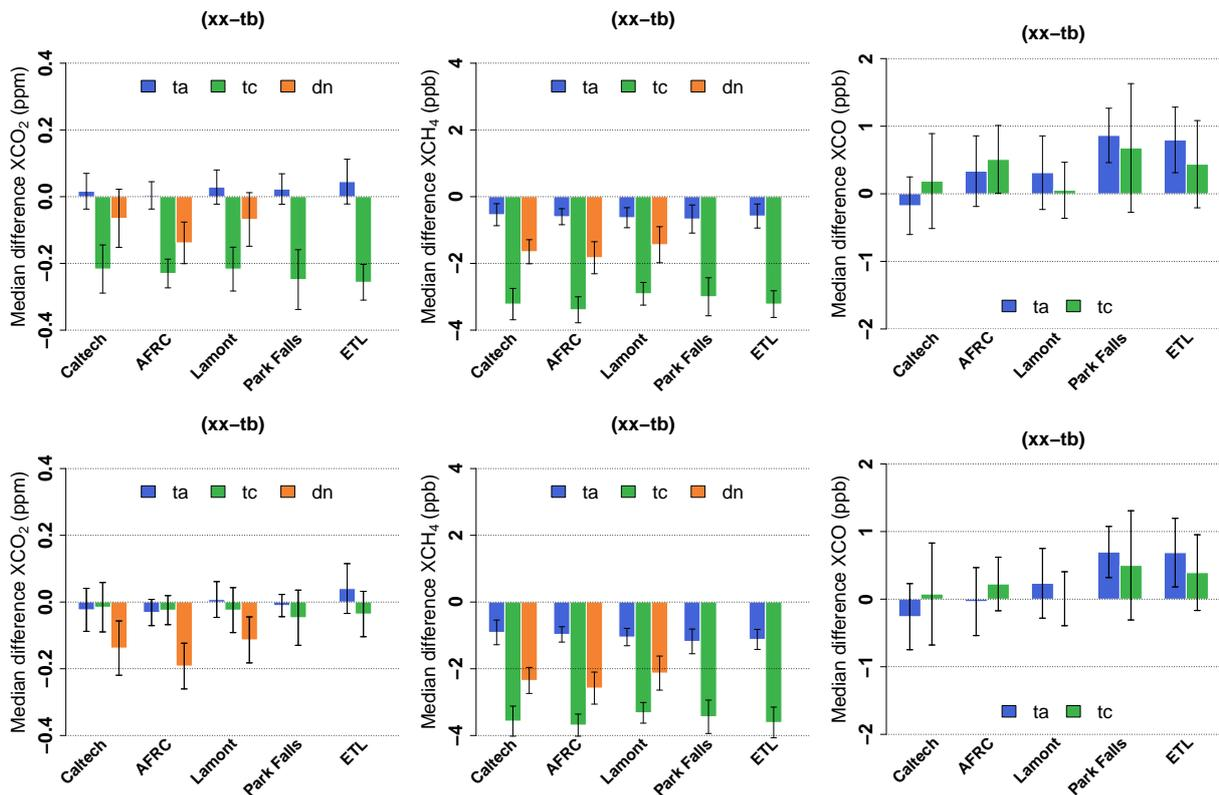 (xx−tb)
Median difference XCO₂ (ppm)
0.4
0.2
0.0
−0.2
−0.4
ta tc dn
Caltech
AFRC
Lamont
Park Falls
ETL
(xx−tb)
Median difference XCH₄ (ppb)
4
2
0
−2
−4
ta tc dn
Caltech
AFRC
Lamont
Park Falls
ETL
(xx−tb)
Median difference XCO (ppb)
2
1
0
−1
−2
ta tc
Caltech
AFRC
Lamont
Park Falls
ETL
(xx−tb)
Median difference XCO₂ (ppm)
0.4
0.2
0.0
−0.2
−0.4
ta tc dn
Caltech
AFRC
Lamont
Park Falls
ETL
(xx−tb)
Median difference XCH₄ (ppb)
4
2
0
−2
−4
ta tc dn
Caltech
AFRC
Lamont
Park Falls
ETL
(xx−tb)
Median difference XCO (ppb)
2
1
0
−1
−2
ta tc
Caltech
AFRC
Lamont
Park Falls
ETL